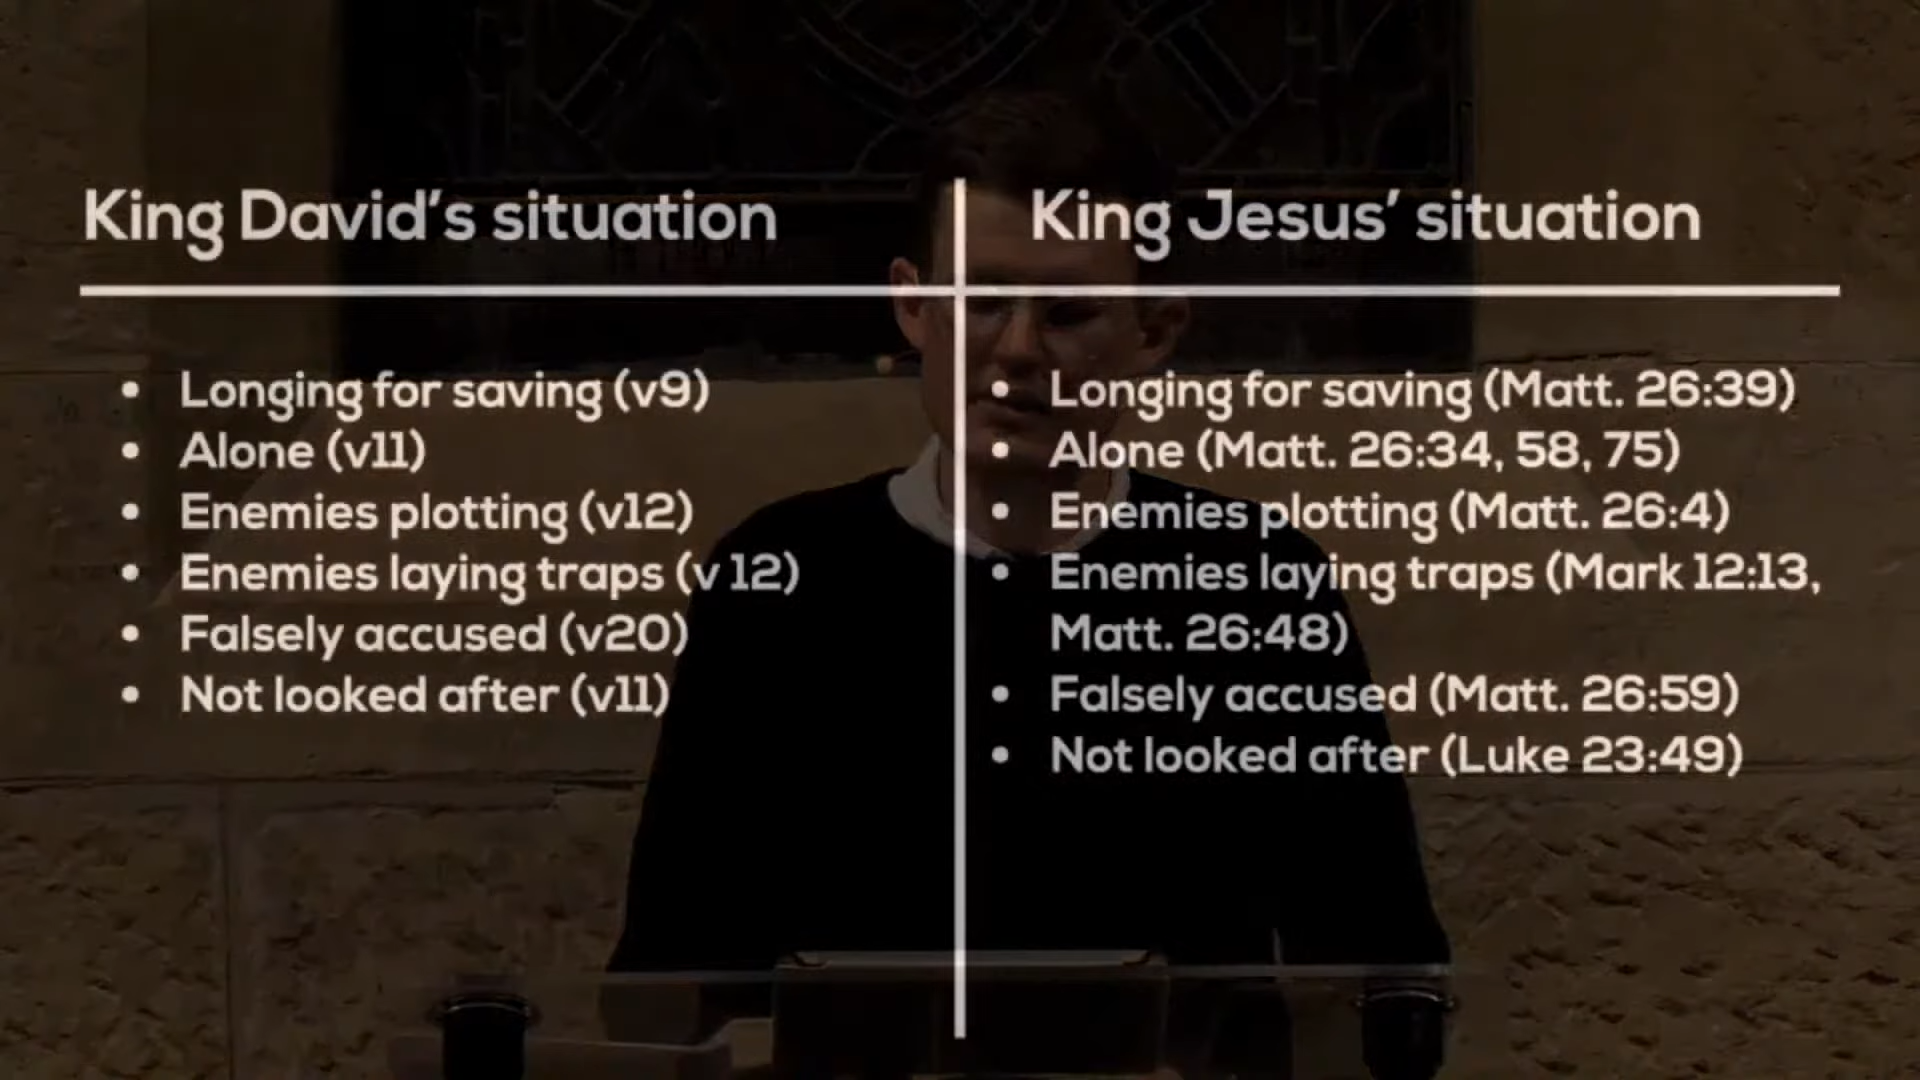 King David's situation
• Longing for saving (v9)
• Alone (v11)
• Enemies plotting (v12)
• Enemies laying traps (v 12)
• Falsely accused (v20)
• Not looked after (v11)
King Jesus' situation
• Longing for saving (Matt. 26:39)
• Alone (Matt. 26:34, 58, 75)
• Enemies plotting (Matt. 26:4)
• Enemies laying traps (Mark 12:13,
Matt. 26:48)
• Falsely accused (Matt. 26:59)
• Not looked after (Luke 23:49)